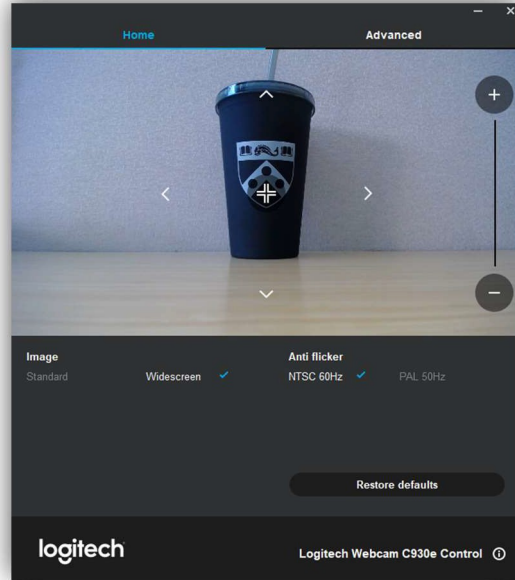 Home Advanced
Image Anti flicker
Standard Widescreen NTSC 60Hz PAL 50Hz
Restore defaults
logitech Logitech Webcam C930e Control